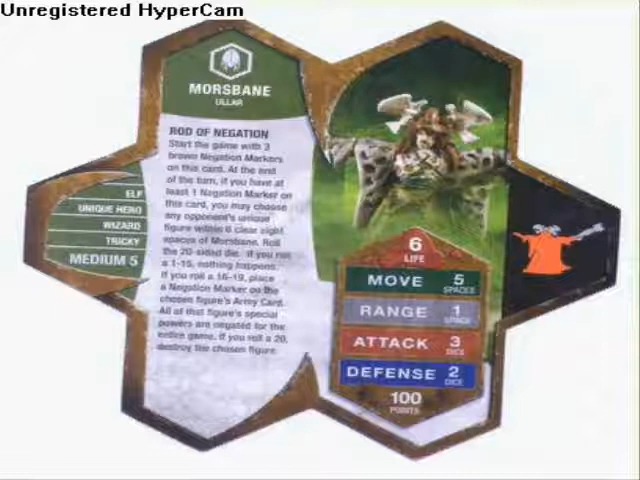 Unregistered HyperCam
MORSBANE
ULLAR
ROD OF NEGATION
Start the game with 3
brown Negation Markers
on this card. At the end
of the turn, if you have at
least 1 Negation Marker on
this card, you may choose
any opponent's unique
figure within 6 clear sight
spaces of Morsbane. Roll
the 20-sided die. If you roll
a 1-15, nothing happens.
If you roll a 16-19, place
a Negation Marker on the
chosen figure's Army Card.
All of that figure's special
powers are negated for the
entire game. If you roll a 20,
destroy the chosen figure.
ELF
UNIQUE HERO
WIZARD
TRICKY
MEDIUM 5
6
LIFE
MOVE 5
SPACES
RANGE 1
SPACE
ATTACK 3
DICE
DEFENSE 2
DICE
100
POINTS